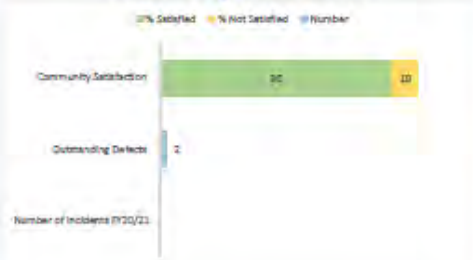 % Satisfied % Not Satisfied Number
Community Satisfaction 90 10
Outstanding Defects 2
Number of Incidents FY20/21